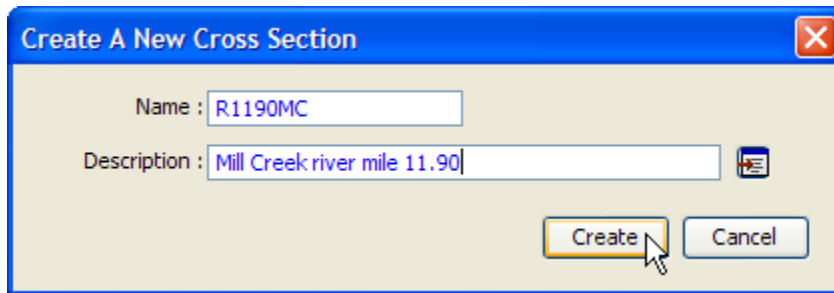 Create A New Cross Section
Name : R1190MC
Description : Mill Creek river mile 11.90
Create Cancel